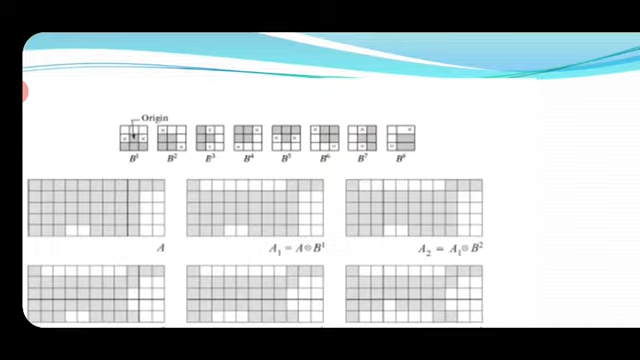 Origin
B¹ B² B³ B⁴ B⁵ B⁶ B⁷ B⁸
A A₁ = A ⊗ B¹ A₂ = A₁ ⊗ B²